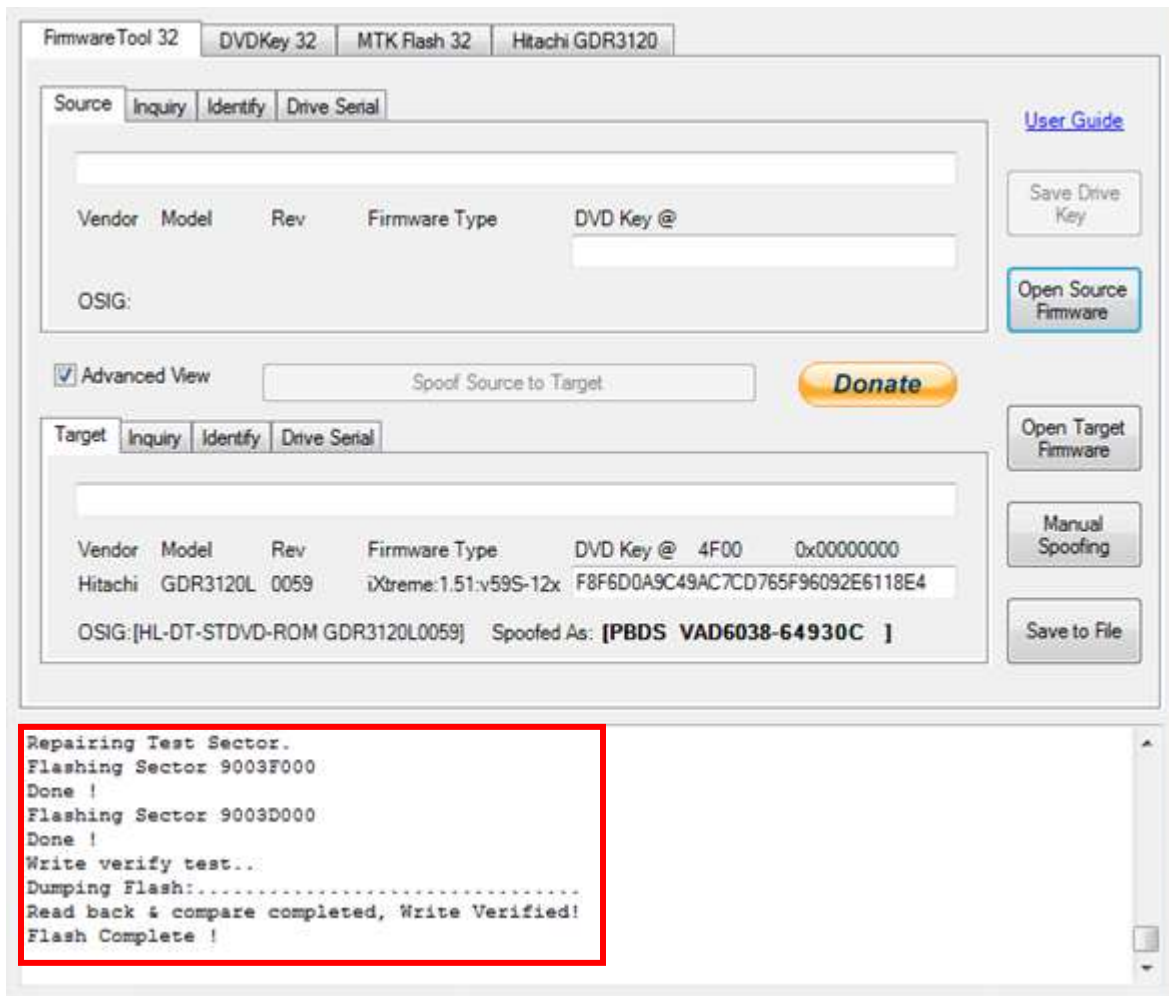 FirmwareTool 32 DVDKey 32 MTK Flash 32 Hitachi GDR3120
Source Inquiry Identify Drive Serial
User Guide
Save Drive
Key
Vendor Model Rev Firmware Type DVD Key @
Open Source
Firmware
OSIG:
Advanced View Spoof Source to Target Donate
Target Inquiry Identify Drive Serial
Open Target
Firmware
Manual
Spoofing
Vendor Model Rev Firmware Type DVD Key @ 4F00 0x00000000
Hitachi GDR3120L 0059 iXtreme:1.51:v59S-12x F8F6D0A9C49AC7CD765F96092E6118E4
OSIG:[HL-DT-STDVD-ROM GDR3120L0059] Spoofed As: [PBDS VAD6038-64930C ]
Save to File
Repairing Test Sector.
Flashing Sector 9003F000
Done !
Flashing Sector 9003D000
Done !
Write verify test..
Dumping Flash:................................
Read back & compare completed, Write Verified!
Flash Complete !